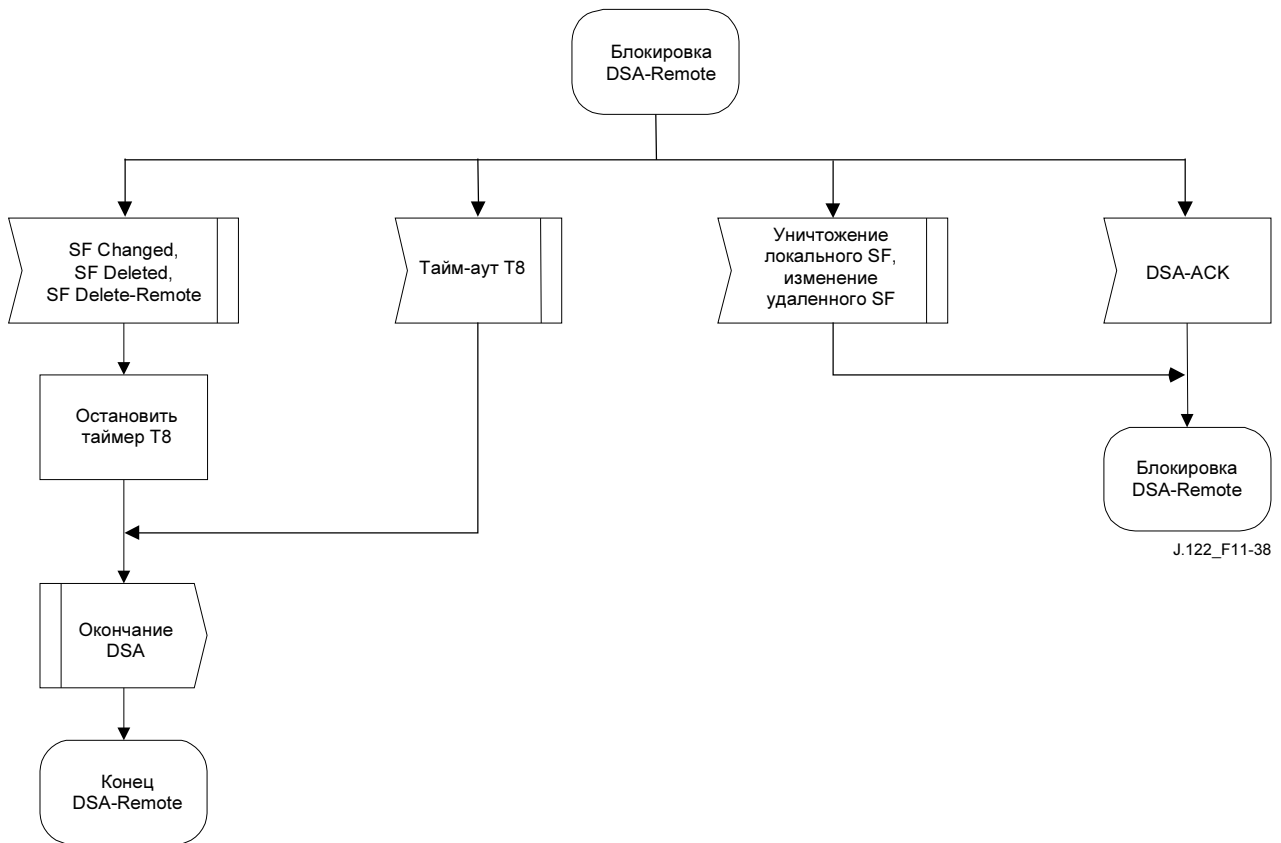 Блокировка
DSA-Remote
SF Changed,
SF Deleted,
SF Delete-Remote
Тайм-аут T8
Уничтожение
локального SF,
изменение
удаленного SF
DSA-ACK
Остановить
таймер T8
Блокировка
DSA-Remote
J.122_F11-38
Окончание
DSA
Конец
DSA-Remote